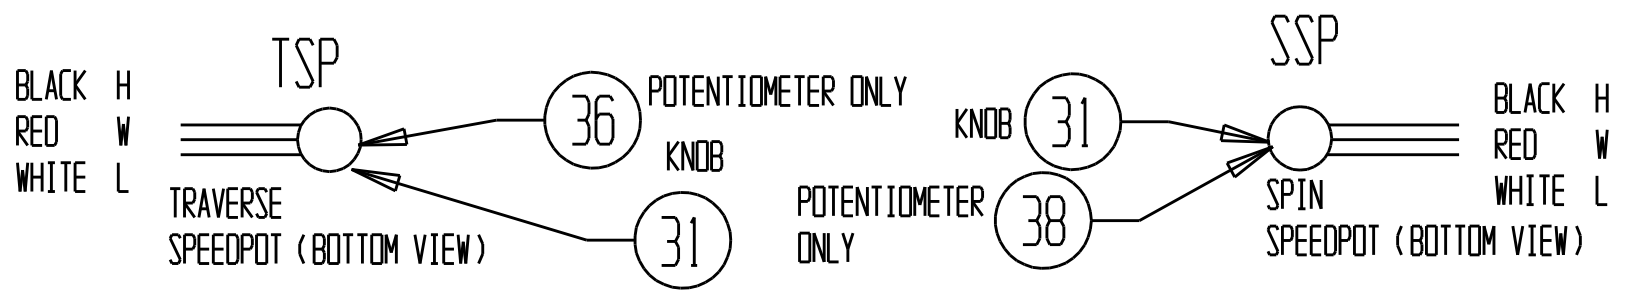 TSP
BLACK H
RED W
WHITE L
36
POTENTIOMETER ONLY
KNOB
31
TRAVERSE
SPEEDPOT (BOTTOM VIEW)
SSP
KNOB
31
POTENTIOMETER
ONLY
38
BLACK H
RED W
WHITE L
SPIN
SPEEDPOT (BOTTOM VIEW)